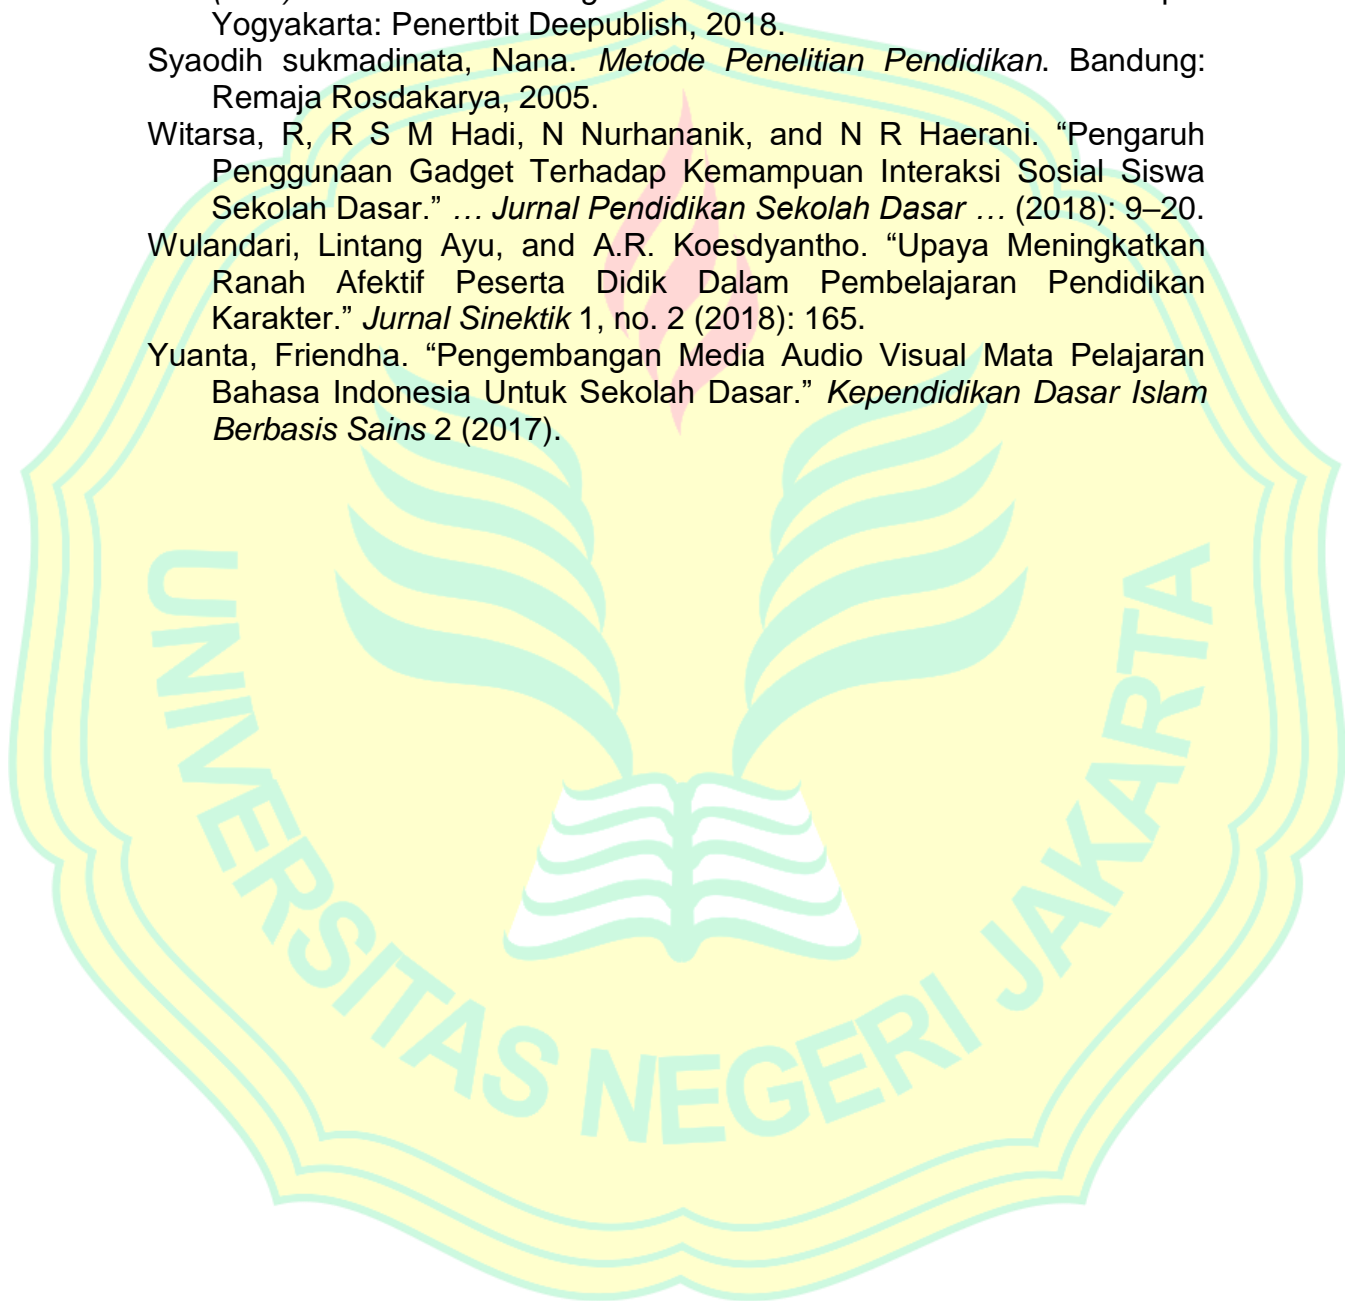 Yogyakarta: Penertbit Deepublish, 2018.
Syaodih sukmadinata, Nana. Metode Penelitian Pendidikan. Bandung:
Remaja Rosdakarya, 2005.
Witarsa, R, R S M Hadi, N Nurhananik, and N R Haerani. “Pengaruh
Penggunaan Gadget Terhadap Kemampuan Interaksi Sosial Siswa
Sekolah Dasar.” … Jurnal Pendidikan Sekolah Dasar … (2018): 9–20.
Wulandari, Lintang Ayu, and A.R. Koesdyantho. “Upaya Meningkatkan
Ranah Afektif Peserta Didik Dalam Pembelajaran Pendidikan
Karakter.” Jurnal Sinektik 1, no. 2 (2018): 165.
Yuanta, Friendha. “Pengembangan Media Audio Visual Mata Pelajaran
Bahasa Indonesia Untuk Sekolah Dasar.” Kependidikan Dasar Islam
Berbasis Sains 2 (2017).
UNIVERSITAS NEGERI JAKARTA